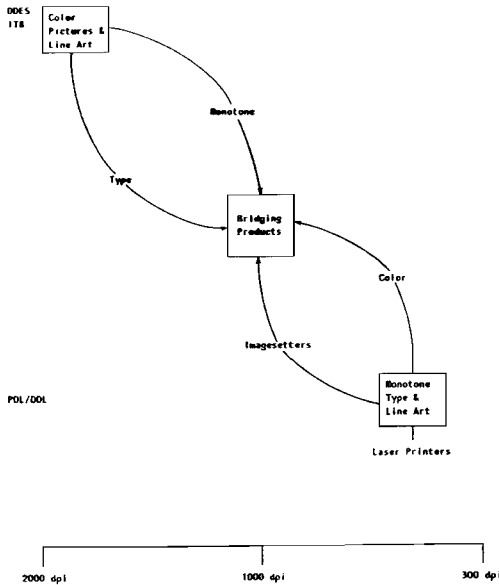 DDES
IT8
Color
Pictures &
Line Art
Monotone
Type
Bridging
Products
Color
Imagesetters
Monotone
Type &
Line Art
PDL/DDL
Laser Printers
2000 dpi
1000 dpi
300 dpi